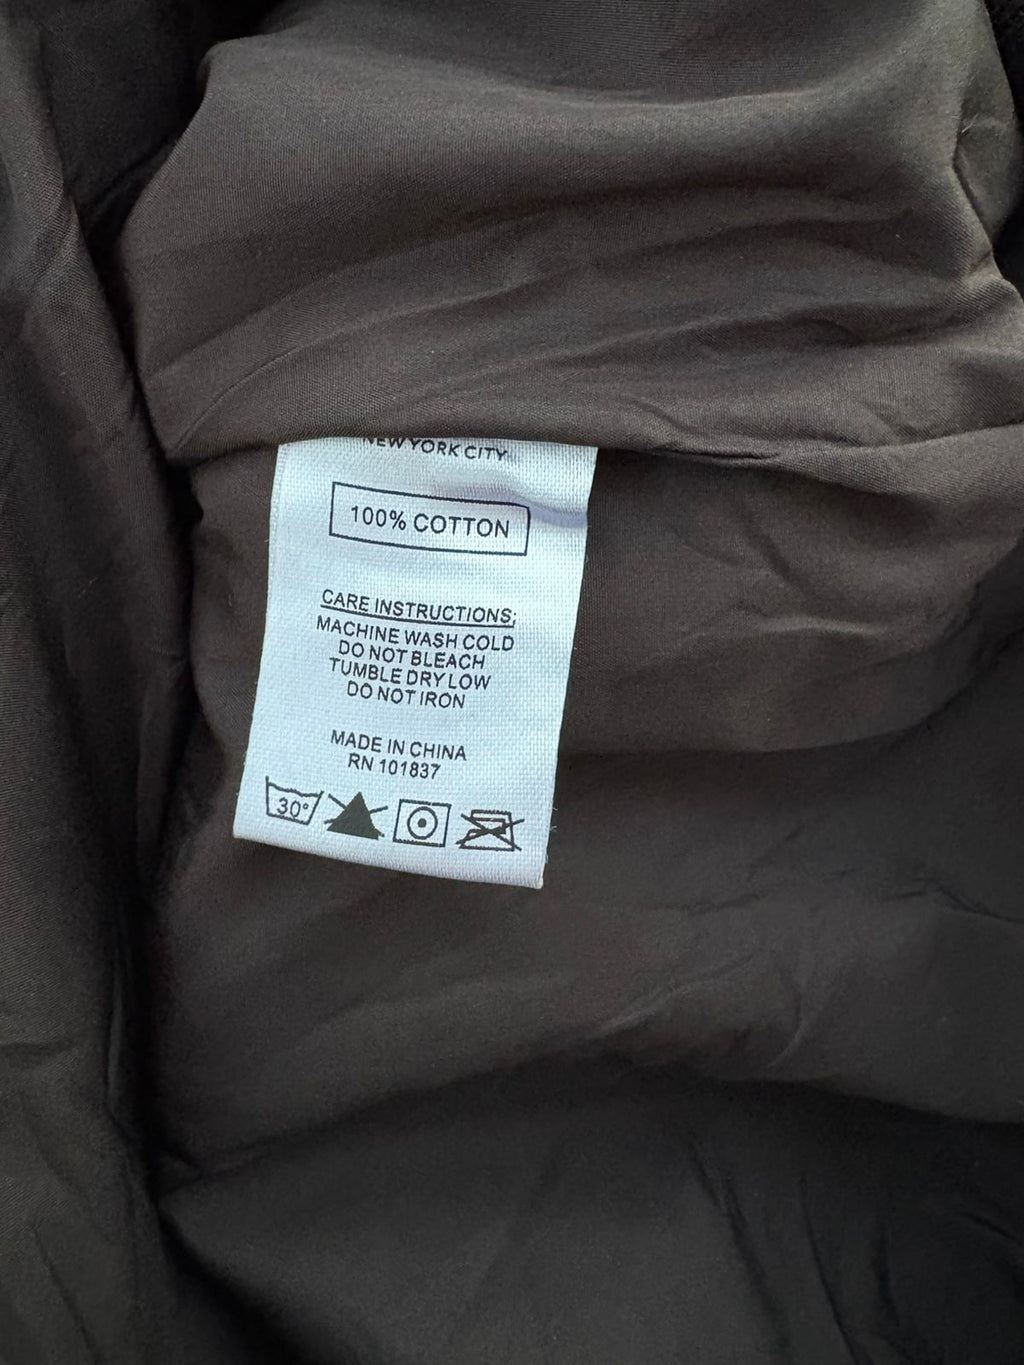 NEW YORK CITY
100% COTTON
CARE INSTRUCTIONS:
MACHINE WASH COLD
DO NOT BLEACH
TUMBLE DRY LOW
DO NOT IRON
MADE IN CHINA
RN 101837
30°